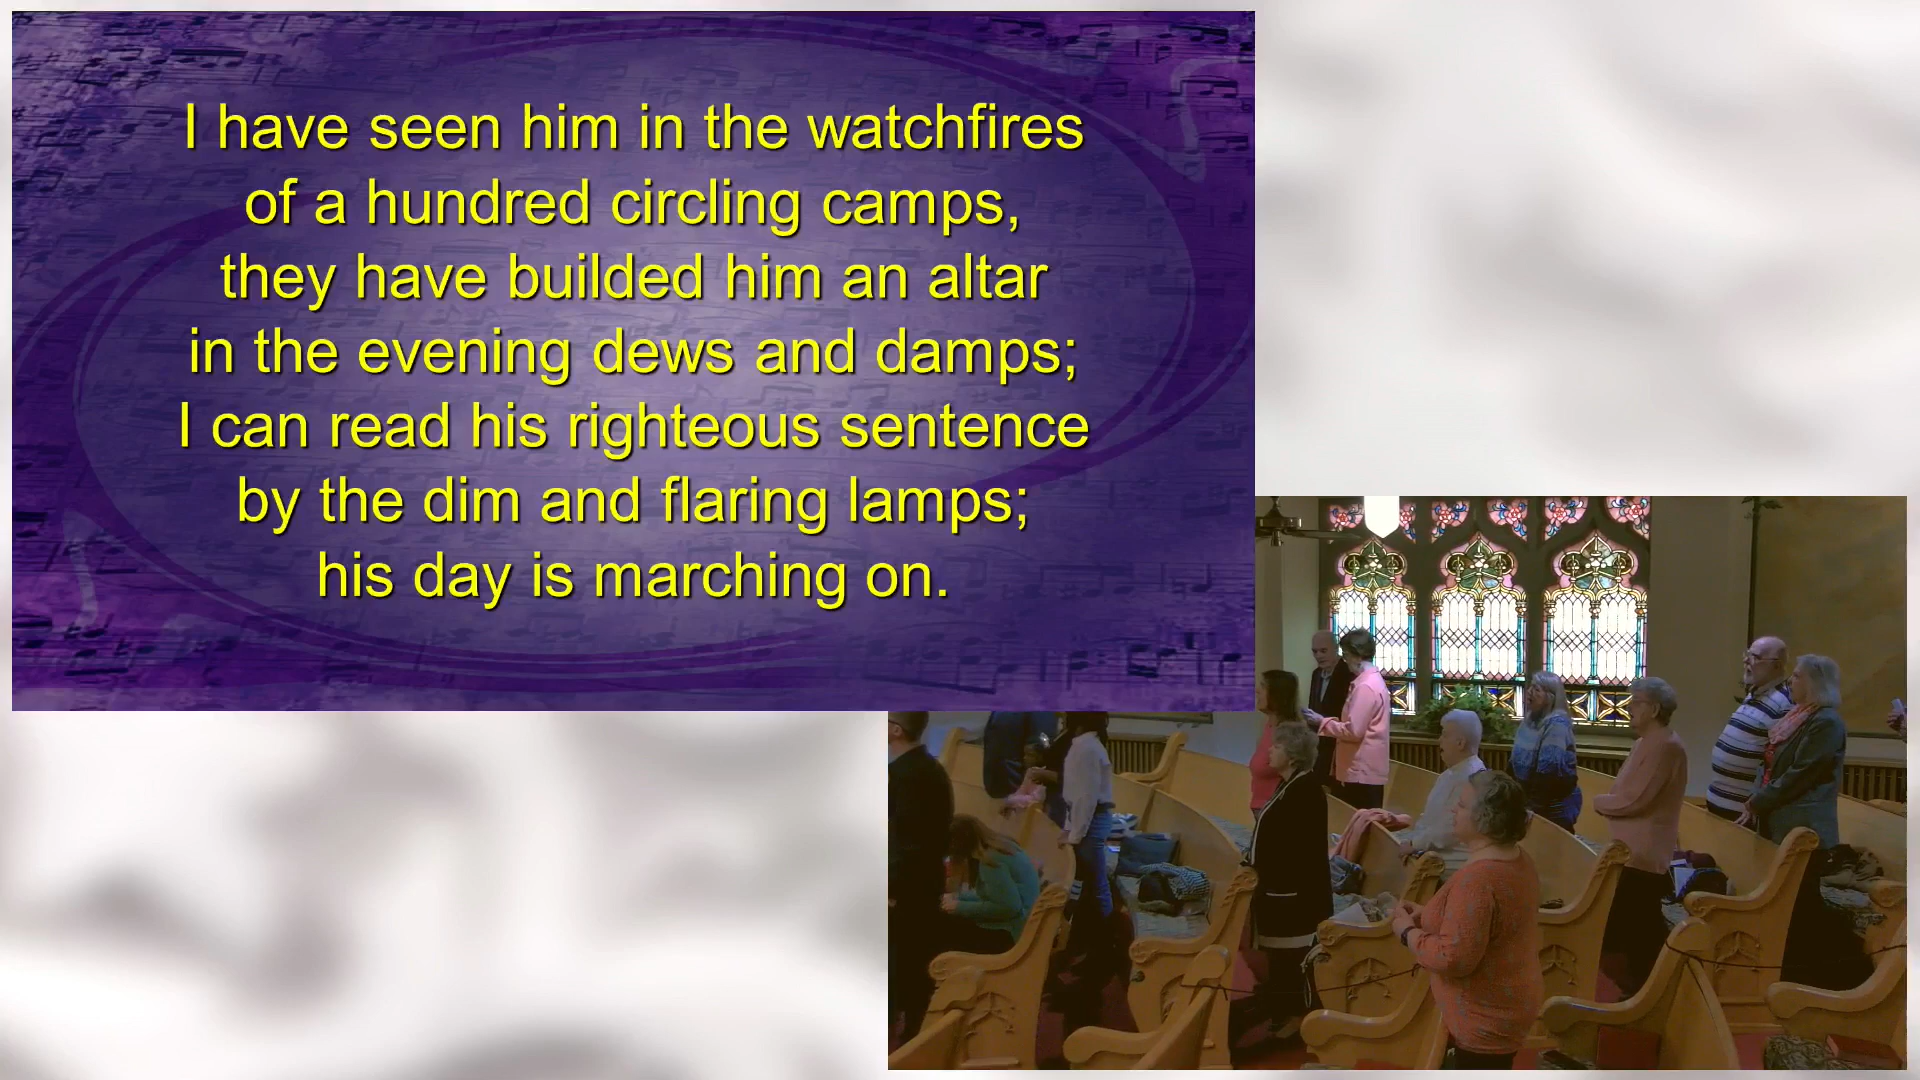 I have seen him in the watchfires
of a hundred circling camps,
they have builded him an altar
in the evening dews and damps;
I can read his righteous sentence
by the dim and flaring lamps;
his day is marching on.